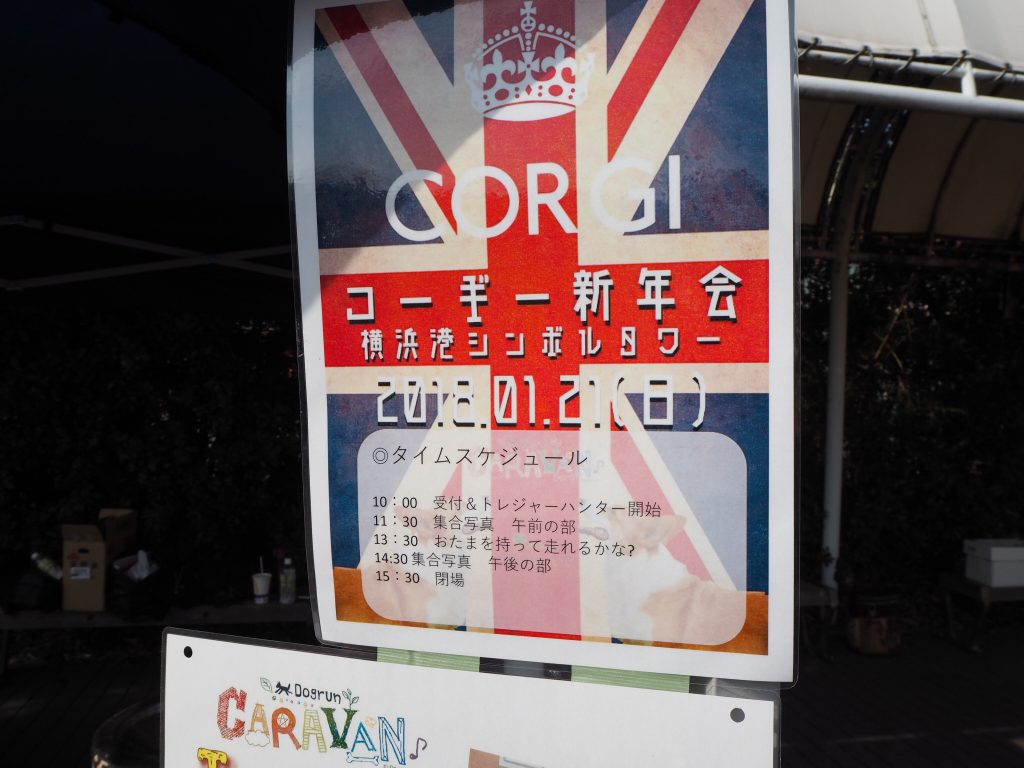 CORGI
コーギー新年会
横浜港シンボルタワー
2018.01.21(日)
CARAVAN♪
◎タイムスケジュール
10：00 受付＆トレジャーハンター開始
11：30 集合写真 午前の部
13：30 おたまを持って走れるかな?
14:30 集合写真 午後の部
15：30 閉場
Dogrun
CARAVAN♪